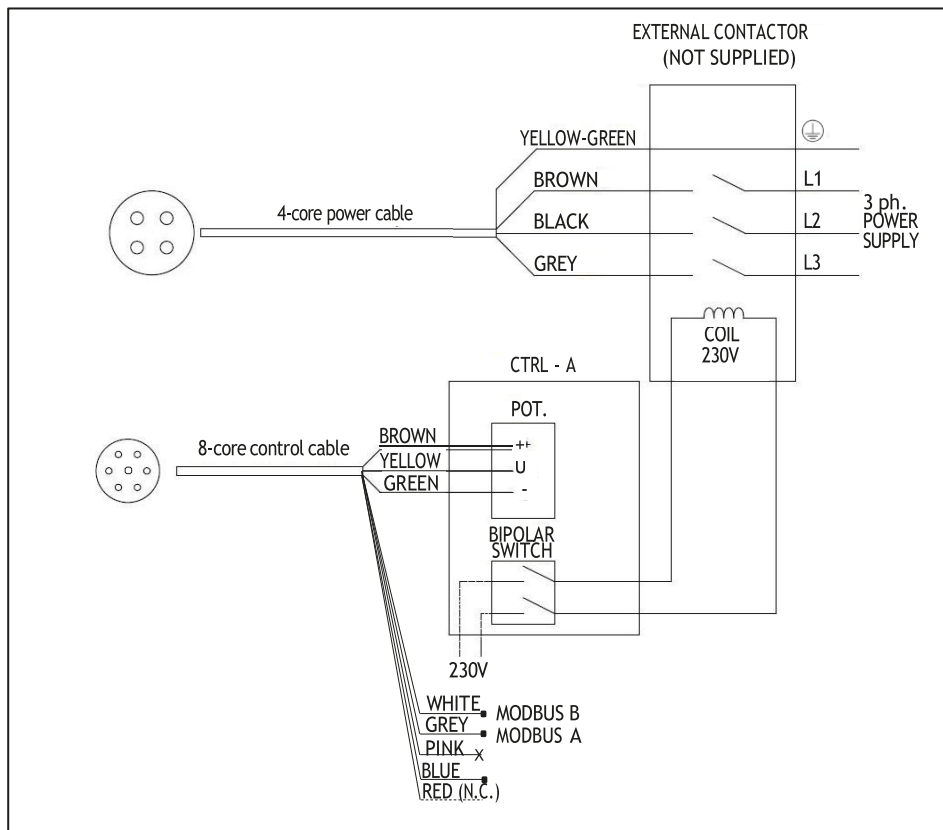 EXTERNAL CONTACTOR
(NOT SUPPLIED)
YELLOW-GREEN
BROWN
L1
4-core power cable
BLACK
L2
3 ph.
POWER
SUPPLY
GREY
L3
COIL
230V
CTRL - A
POT.
8-core control cable
BROWN
++
YELLOW
U
GREEN
-
BIPOLAR
SWITCH
230V
WHITE
MODBUS B
GREY
MODBUS A
PINK
X
BLUE
RED (N.C.)